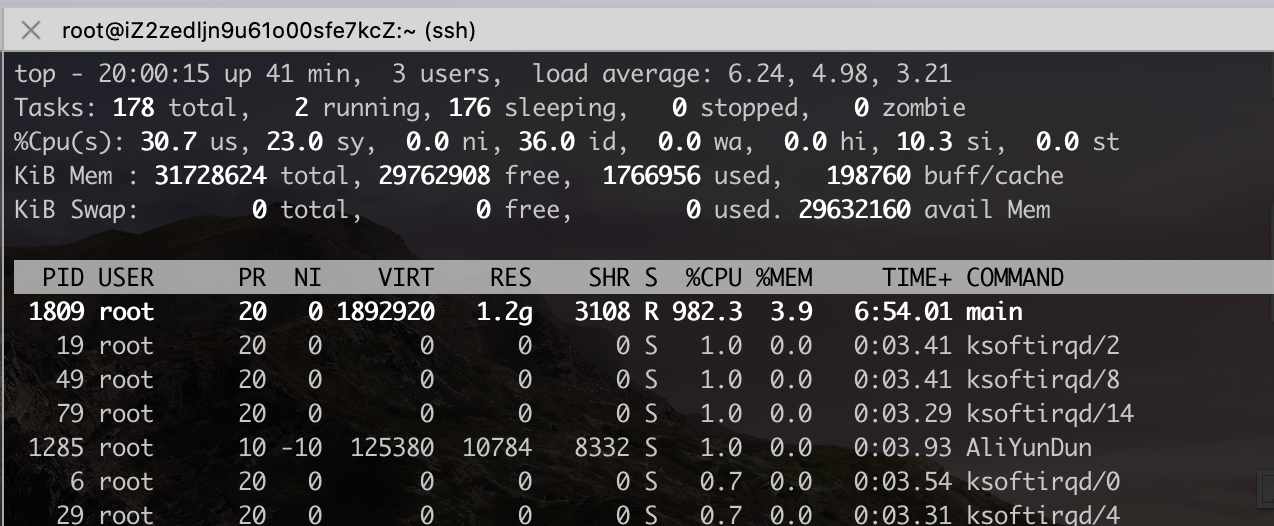 root@iZ2zedljn9u61o00sfe7kcZ:~ (ssh)
top - 20:00:15 up 41 min,  3 users,  load average: 6.24, 4.98, 3.21
Tasks: 178 total,   2 running, 176 sleeping,   0 stopped,   0 zombie
%Cpu(s): 30.7 us, 23.0 sy,  0.0 ni, 36.0 id,  0.0 wa,  0.0 hi, 10.3 si,  0.0 st
KiB Mem : 31728624 total, 29762908 free,  1766956 used,   198760 buff/cache
KiB Swap:        0 total,        0 free,        0 used. 29632160 avail Mem
  PID USER      PR  NI    VIRT    RES    SHR S  %CPU %MEM     TIME+ COMMAND
 1809 root      20   0 1892920   1.2g   3108 R 982.3  3.9   6:54.01 main
   19 root      20   0       0      0      0 S   1.0  0.0   0:03.41 ksoftirqd/2
   49 root      20   0       0      0      0 S   1.0  0.0   0:03.41 ksoftirqd/8
   79 root      20   0       0      0      0 S   1.0  0.0   0:03.29 ksoftirqd/14
 1285 root      10 -10  125380  10784   8332 S   1.0  0.0   0:03.93 AliYunDun
    6 root      20   0       0      0      0 S   0.7  0.0   0:03.54 ksoftirqd/0
   29 root      20   0       0      0      0 S   0.7  0.0   0:03.31 ksoftirqd/4